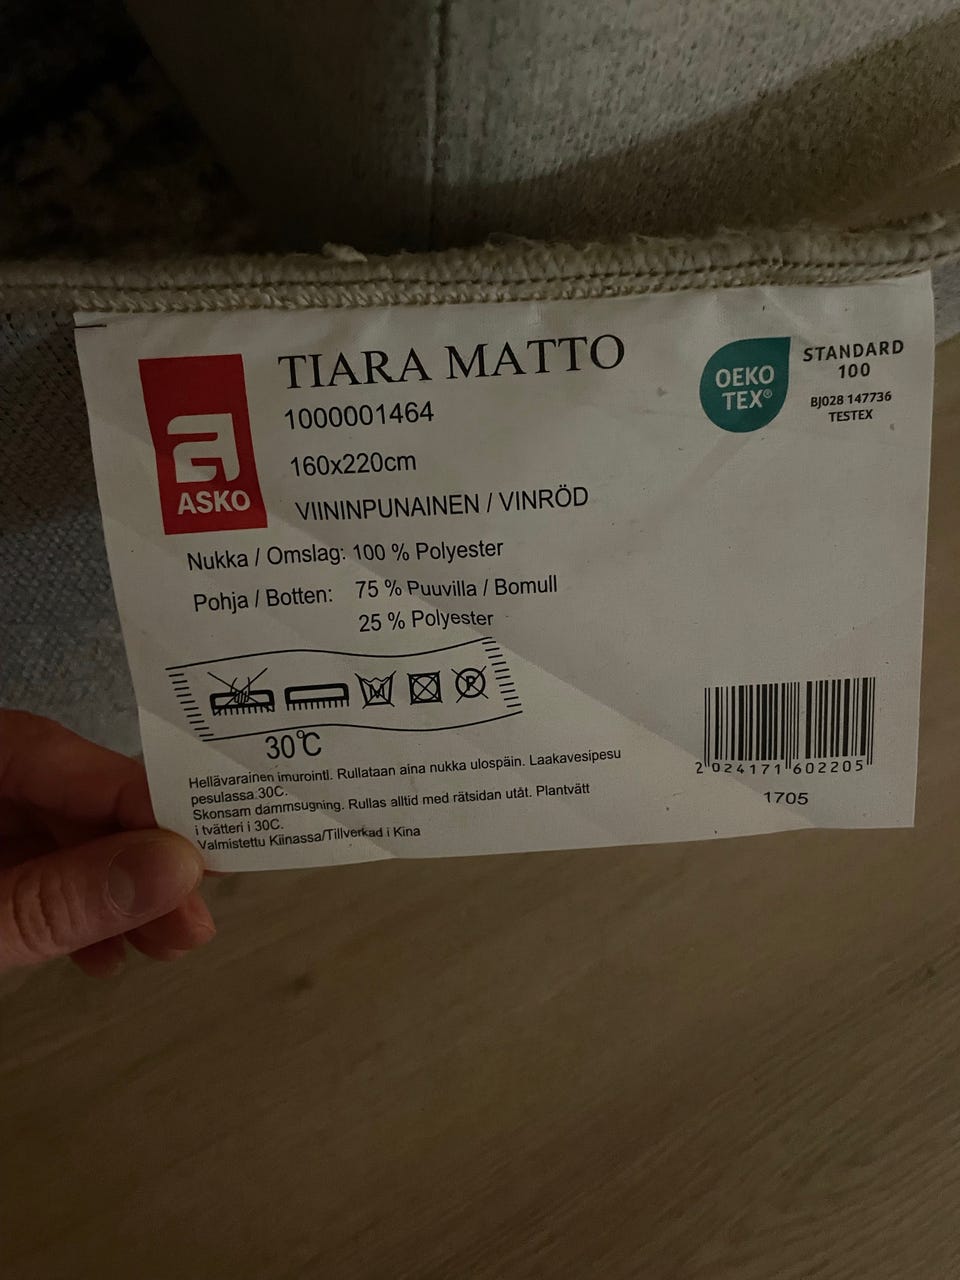 TIARA MATTO
1000001464
160x220cm
VIININPUNAINEN / VINRÖD
ASKO
OEKO
TEX®
STANDARD
100
BJ028 147736
TESTEX
Nukka / Omslag: 100 % Polyester
Pohja / Botten: 75 % Puuvilla / Bomull
25 % Polyester
P
30°C
Hellävarainen imurointl. Rullataan aina nukka ulospäin. Laakavesipesu
pesulassa 30C.
Skonsam dammsugning. Rullas alltid med rätsidan utåt. Plantvätt
i tvätteri i 30C.
Valmistettu Kiinassa/Tillverkad i Kina
2 024171 602205
1705